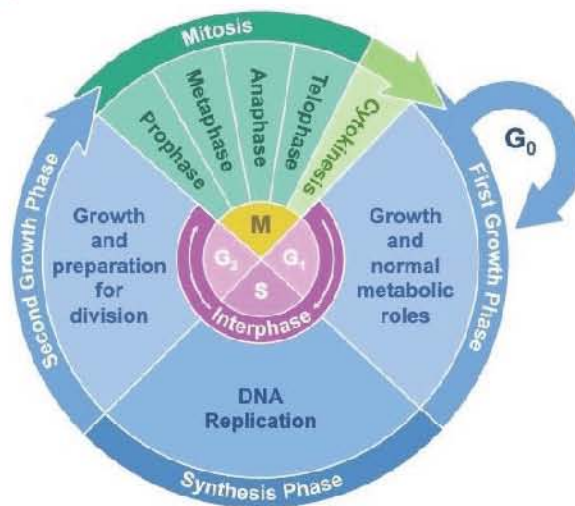 Mitosis
Prophase
Metaphase
Anaphase
Telophase
Cytokinesis
G₀
Second Growth Phase
Growth
and
preparation
for
division
M
G₂
G₁
S
Interphase
Growth
and
normal
metabolic
roles
First Growth Phase
DNA
Replication
Synthesis Phase